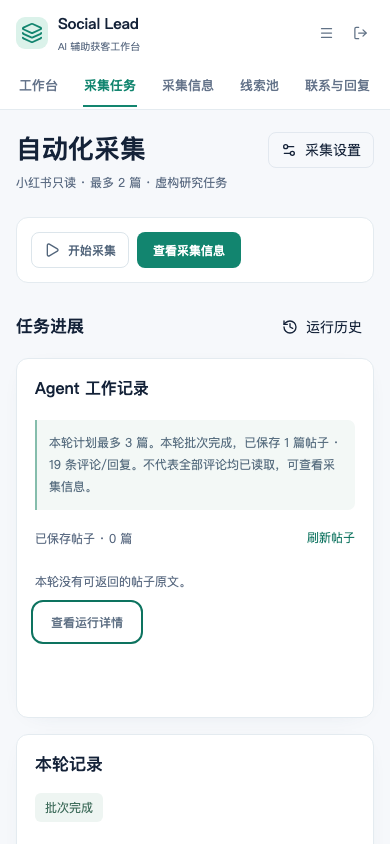 Social Lead
AI 辅助获客工作台
工作台 采集任务 采集信息 线索池 联系与回复
自动化采集
采集设置
小红书只读 · 最多 2 篇 · 虚构研究任务
开始采集
查看采集信息
任务进展
运行历史
Agent 工作记录
本轮计划最多 3 篇。本轮批次完成，已保存 1 篇帖子 ·
19 条评论/回复。不代表全部评论均已读取，可查看采
集信息。
已保存帖子 · 0 篇
刷新帖子
本轮没有可返回的帖子原文。
查看运行详情
本轮记录
批次完成